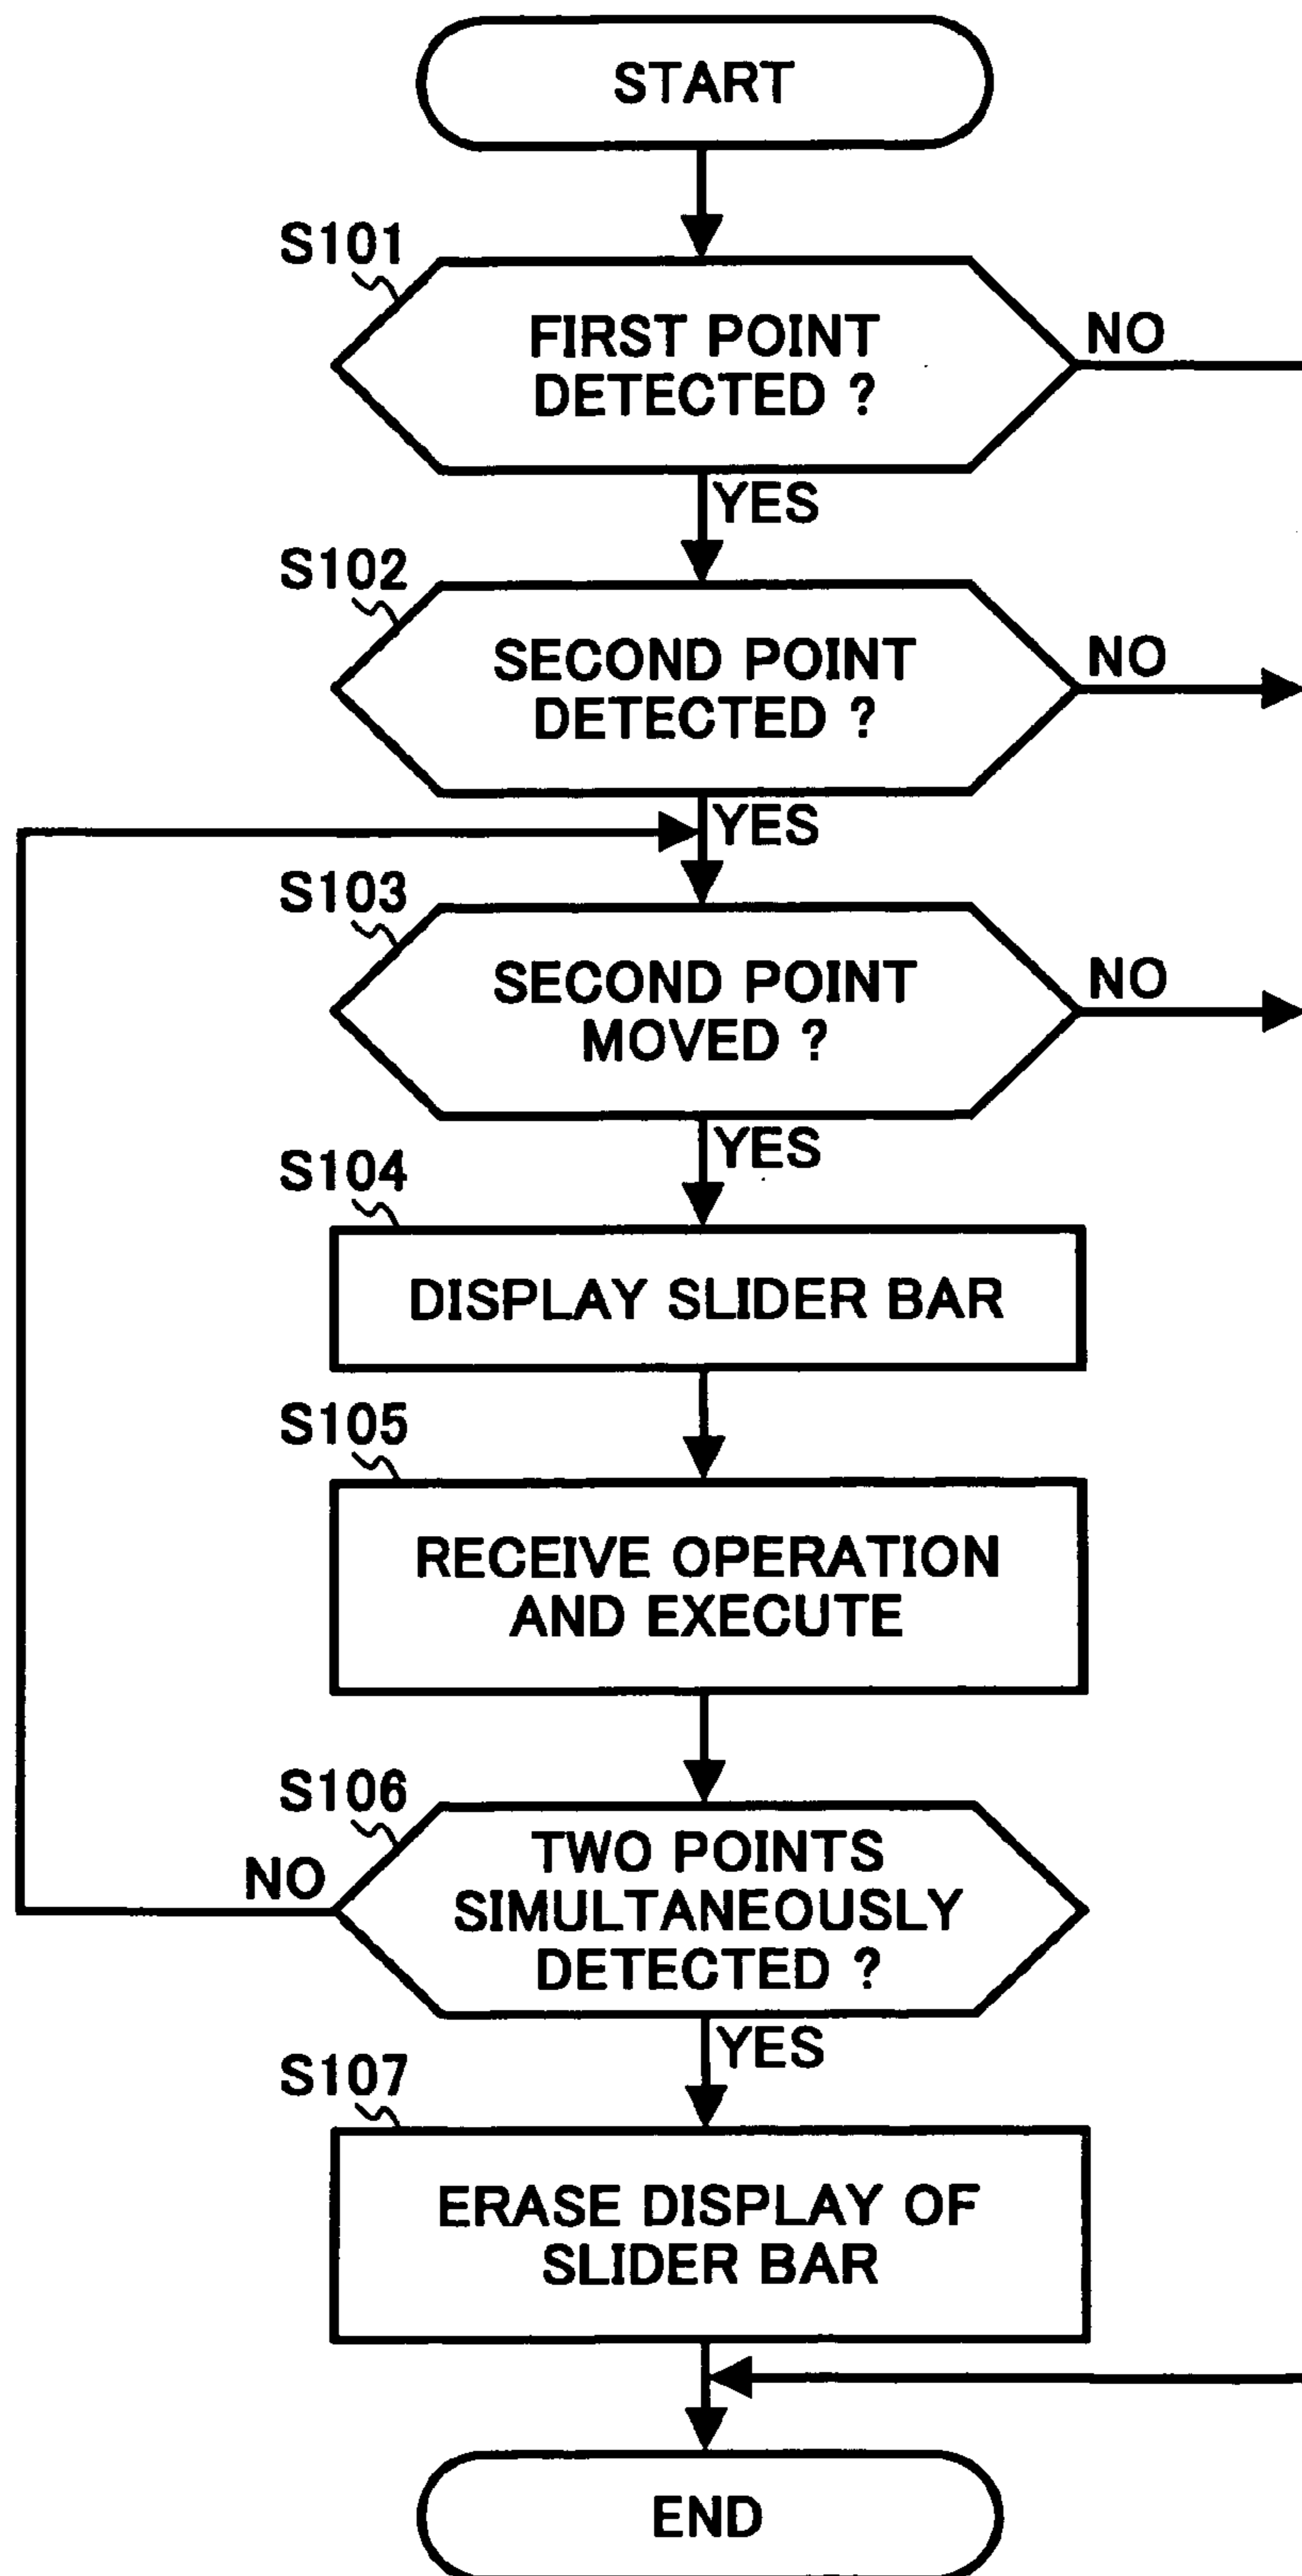 START
S101
FIRST POINT
DETECTED ?
NO
YES
S102
SECOND POINT
DETECTED ?
NO
YES
S103
SECOND POINT
MOVED ?
NO
YES
S104
DISPLAY SLIDER BAR
S105
RECEIVE OPERATION
AND EXECUTE
S106
NO
TWO POINTS
SIMULTANEOUSLY
DETECTED ?
YES
S107
ERASE DISPLAY OF
SLIDER BAR
END